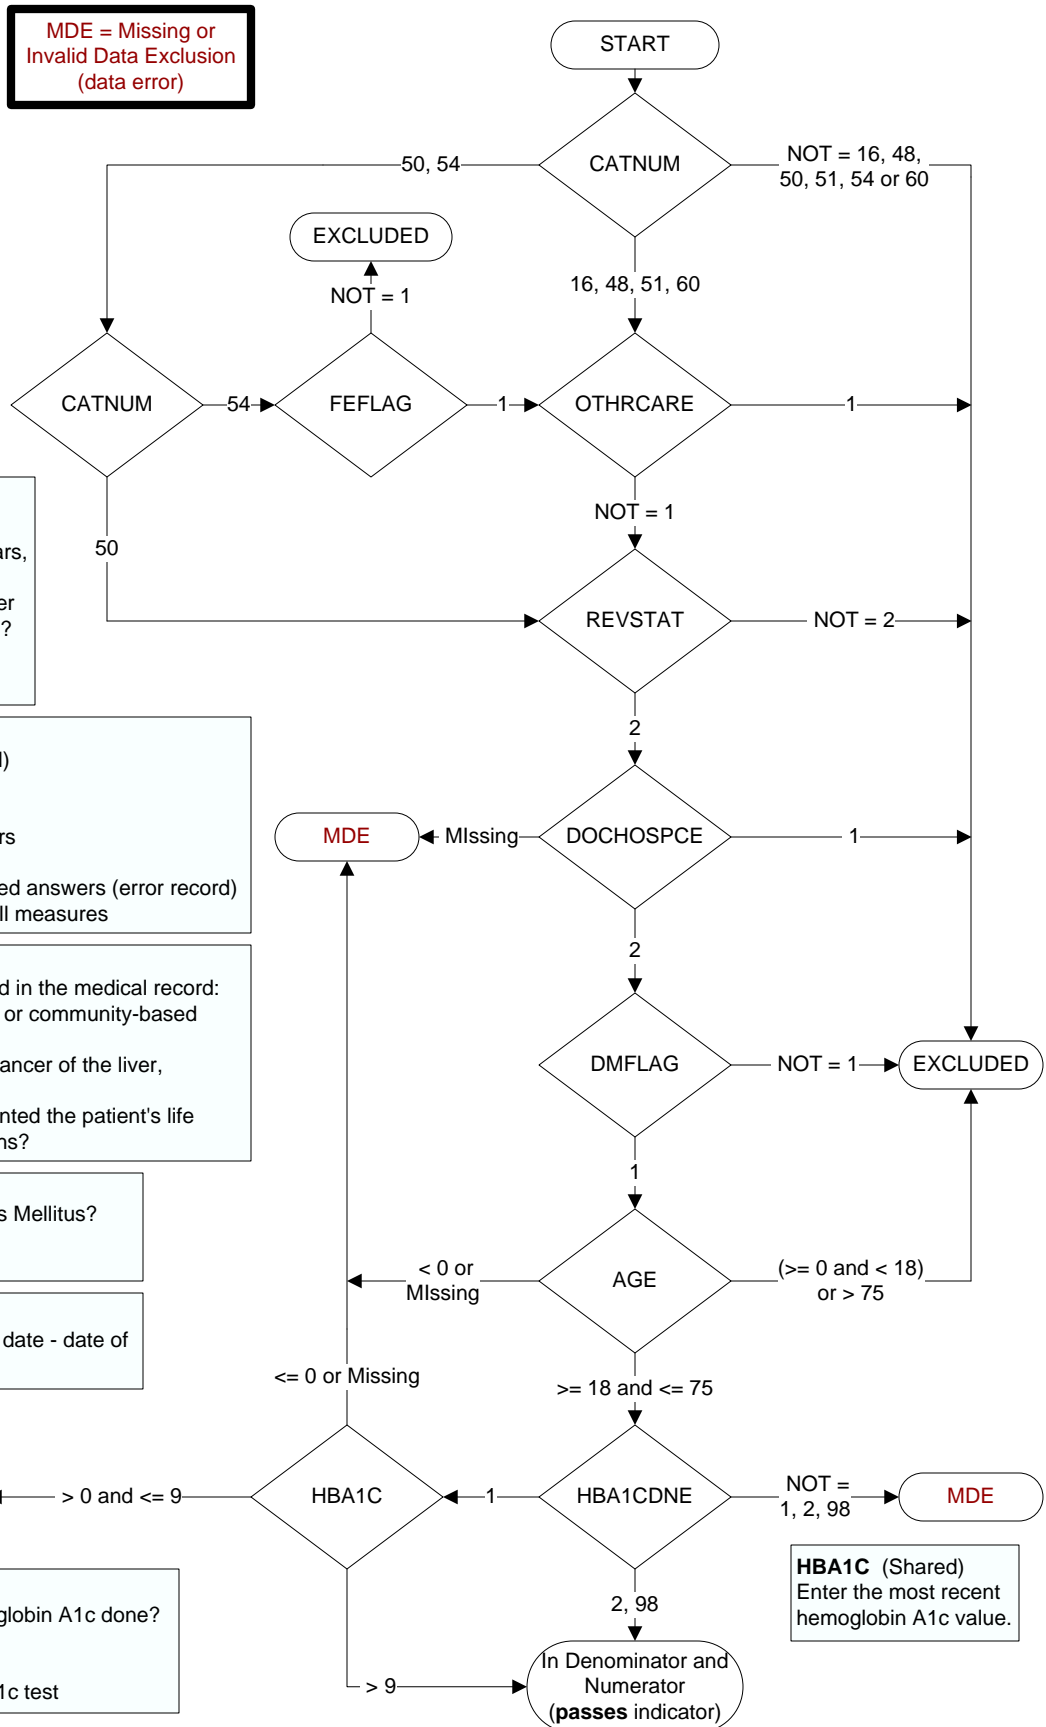 MDE = Missing or
Invalid Data Exclusion
(data error)
START
CATNUM
50, 54
NOT = 16, 48,
50, 51, 54 or 60
EXCLUDED
NOT = 1
16, 48, 51, 60
CATNUM
54
FEFLAG
1
OTHRCARE
1
NOT = 1
50
ars,
er
?
REVSTAT
NOT = 2
2
l)
rs
ed answers (error record)
ll measures
MDE
MIssing
DOCHOSPCE
1
2
d in the medical record:
or community-based
ancer of the liver,
nted the patient's life
ns?
DMFLAG
NOT = 1
EXCLUDED
1
s Mellitus?
< 0 or
MIssing
AGE
(>= 0 and < 18)
or > 75
date - date of
<= 0 or Missing
>= 18 and <= 75
> 0 and <= 9
HBA1C
1
HBA1CDNE
NOT =
1, 2, 98
MDE
HBA1C (Shared)
Enter the most recent
hemoglobin A1c value.
globin A1c done?
1c test
2, 98
> 9
In Denominator and
Numerator
(passes indicator)